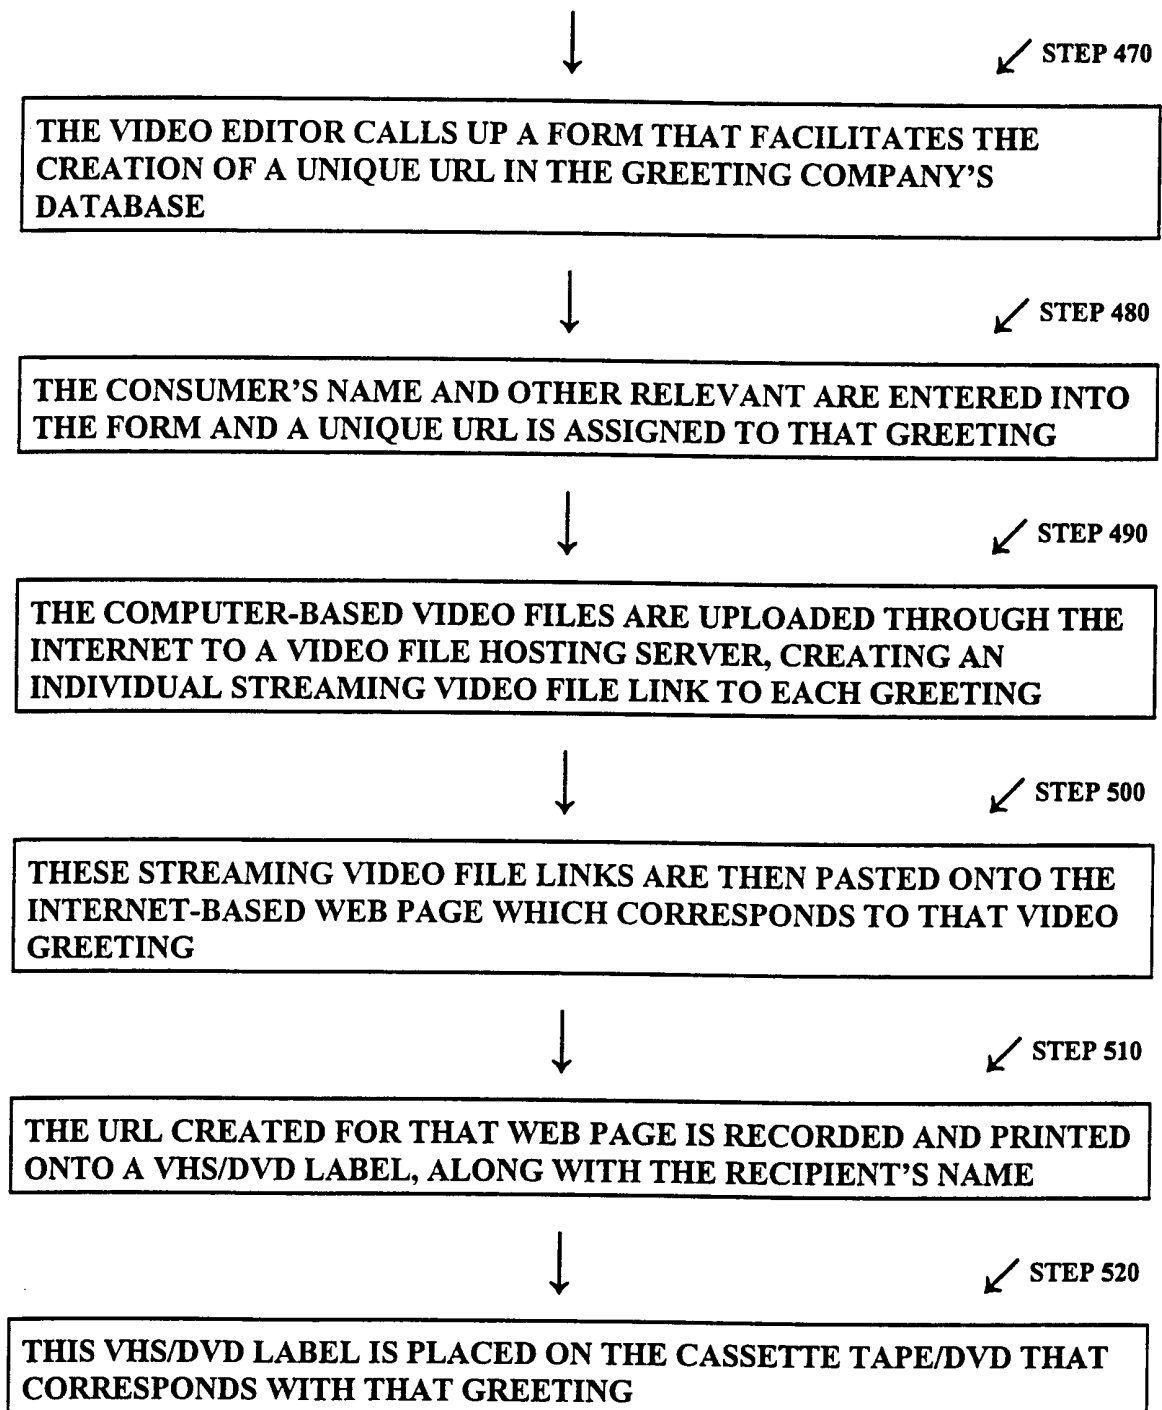 STEP 470
THE VIDEO EDITOR CALLS UP A FORM THAT FACILITATES THE
CREATION OF A UNIQUE URL IN THE GREETING COMPANY'S
DATABASE
STEP 480
THE CONSUMER'S NAME AND OTHER RELEVANT ARE ENTERED INTO
THE FORM AND A UNIQUE URL IS ASSIGNED TO THAT GREETING
STEP 490
THE COMPUTER-BASED VIDEO FILES ARE UPLOADED THROUGH THE
INTERNET TO A VIDEO FILE HOSTING SERVER, CREATING AN
INDIVIDUAL STREAMING VIDEO FILE LINK TO EACH GREETING
STEP 500
THESE STREAMING VIDEO FILE LINKS ARE THEN PASTED ONTO THE
INTERNET-BASED WEB PAGE WHICH CORRESPONDS TO THAT VIDEO
GREETING
STEP 510
THE URL CREATED FOR THAT WEB PAGE IS RECORDED AND PRINTED
ONTO A VHS/DVD LABEL, ALONG WITH THE RECIPIENT'S NAME
STEP 520
THIS VHS/DVD LABEL IS PLACED ON THE CASSETTE TAPE/DVD THAT
CORRESPONDS WITH THAT GREETING